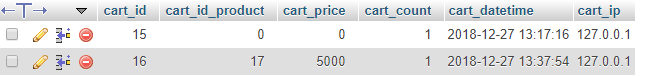 cart_id cart_id_product cart_price cart_count cart_datetime cart_ip
15 0 0 1 2018-12-27 13:17:16 127.0.0.1
16 17 5000 1 2018-12-27 13:37:54 127.0.0.1